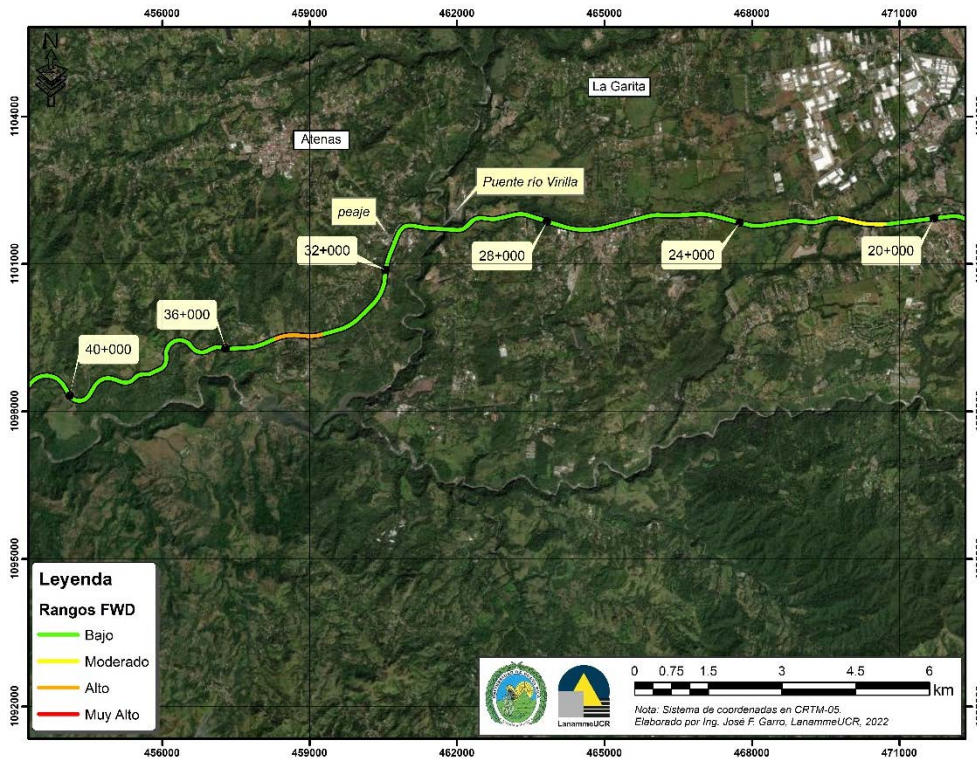 456000 459000 462000 465000 468000 471000
N
1104000
La Garita
Atenas
Puente río Virilla
peaje
32+000
28+000
24+000
20+000
1101000
36+000
40+000
1098000
1095000
Leyenda
Rangos FWD
Bajo
Moderado
Alto
Muy Alto
LanammeUCR
0 0.75 1.5 3 4.5 6
km
Nota: Sistema de coordenadas en CRTM-05.
Elaborado por Ing. José F. Garro, LanammeUCR, 2022
1092000
456000 459000 462000 465000 468000 471000